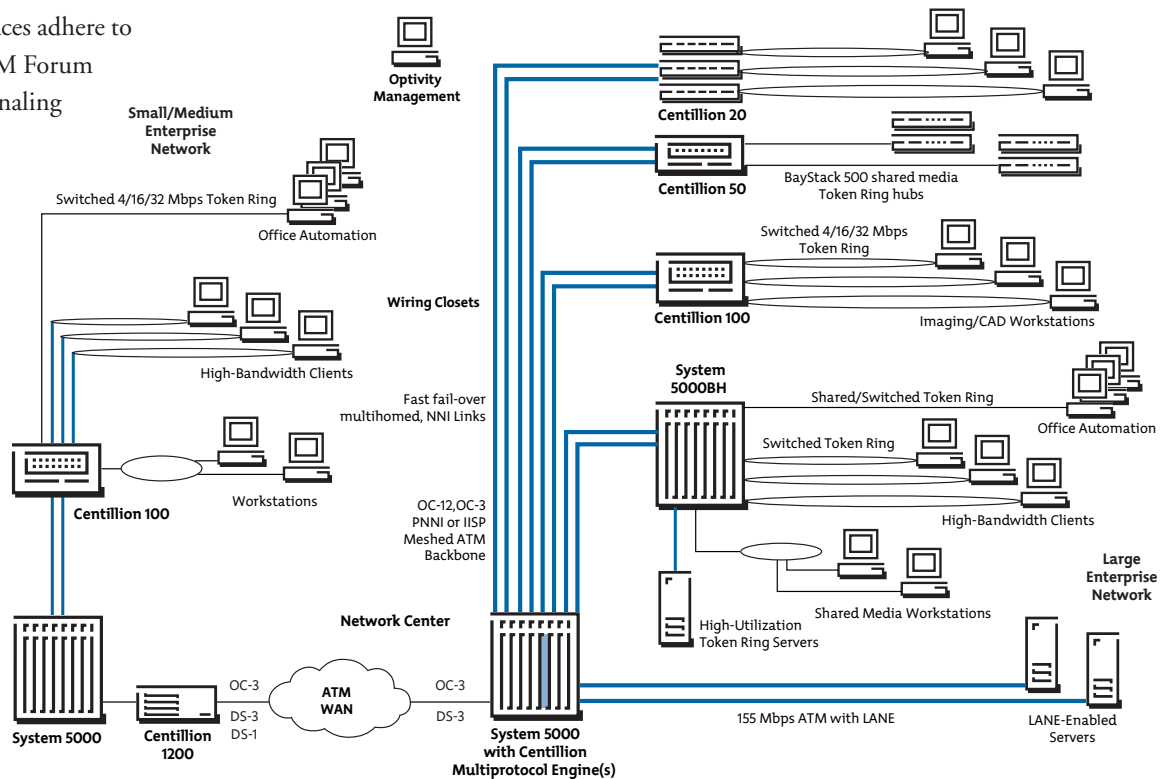 ces adhere to
M Forum
naling
Optivity
Management
Small/Medium
Enterprise
Network
Switched 4/16/32 Mbps Token Ring
Office Automation
High-Bandwidth Clients
Workstations
Centillion 100
System 5000
Centillion
1200
OC-3
DS-3
DS-1
ATM
WAN
OC-3
DS-3
Wiring Closets
Fast fail-over
multihomed, NNI Links
OC-12,OC-3
PNNI or IISP
Meshed ATM
Backbone
Network Center
System 5000
with Centillion
Multiprotocol Engine(s)
Centillion 20
Centillion 50
BayStack 500 shared media
Token Ring hubs
Switched 4/16/32 Mbps
Token Ring
Centillion 100
Imaging/CAD Workstations
System
5000BH
Shared/Switched Token Ring
Office Automation
Switched Token Ring
High-Bandwidth Clients
Large
Enterprise
Network
Shared Media Workstations
High-Utilization
Token Ring Servers
155 Mbps ATM with LANE
LANE-Enabled
Servers